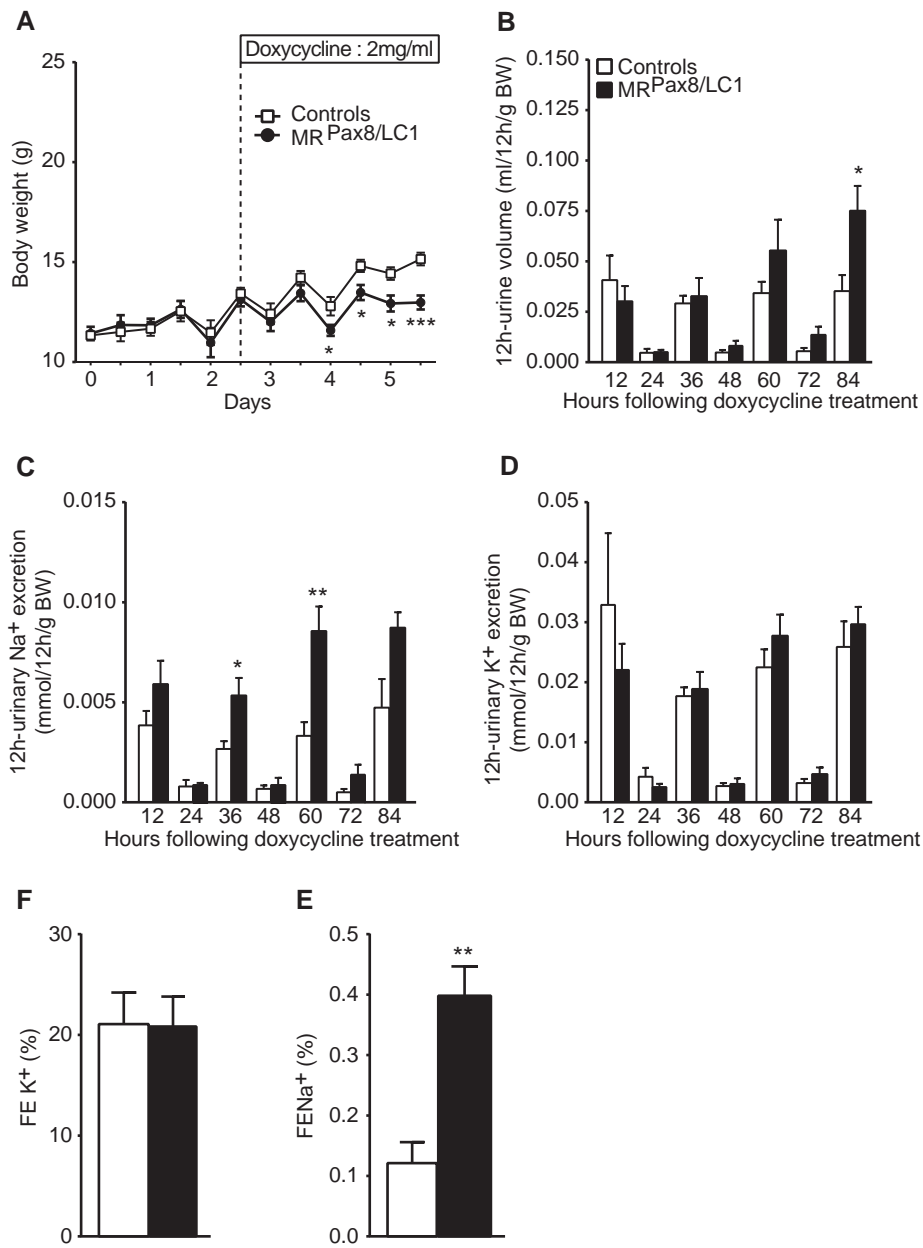 A
Doxycycline : 2mg/ml
Controls
MR Pax8/LC1
Body weight (g)
25
20
15
10
0 1 2 3 4 5
Days
* * * ***
B
Controls
MR Pax8/LC1
12h-urine volume (ml/12h/g BW)
0.150
0.125
0.100
0.075
0.050
0.025
0.000
*
12 24 36 48 60 72 84
Hours following doxycycline treatment
C
12h-urinary Na+ excretion
(mmol/12h/g BW)
0.015
0.010
0.005
0.000
* **
12 24 36 48 60 72 84
Hours following doxycycline treatment
D
12h-urinary K+ excretion
(mmol/12h/g BW)
0.05
0.04
0.03
0.02
0.01
0.00
12 24 36 48 60 72 84
Hours following doxycycline treatment
F
FE K+ (%)
30
20
10
0
E
FENa+ (%)
0.5
0.4
0.3
0.2
0.1
0
**